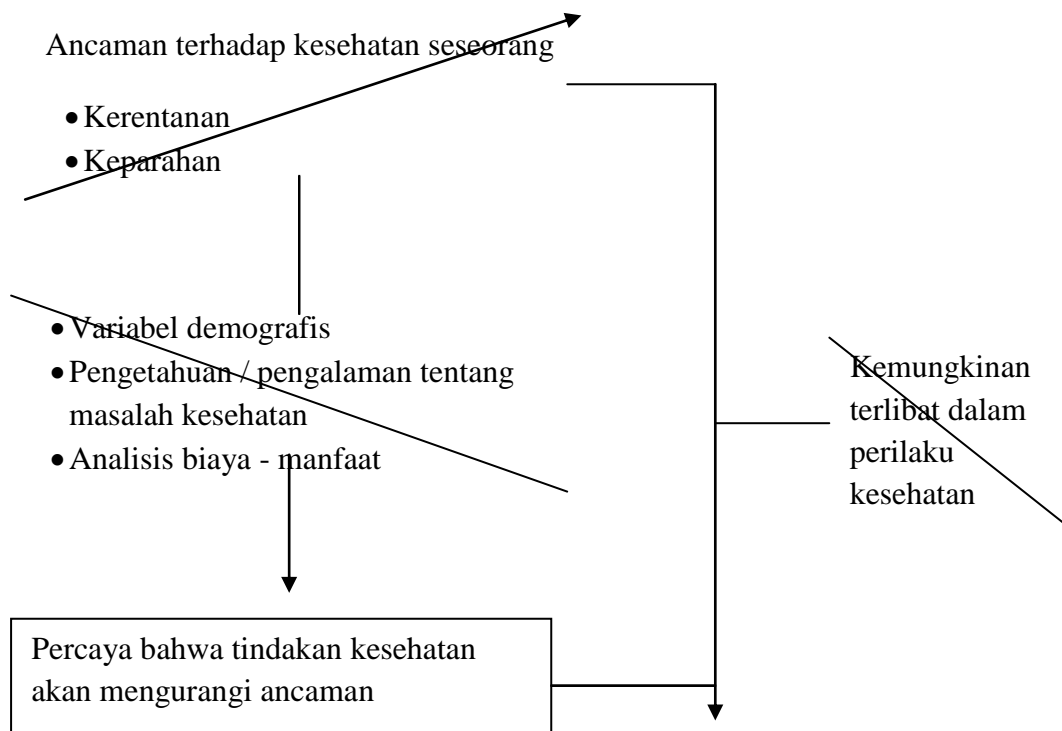 Ancaman terhadap kesehatan seseorang
• Kerentanan
• Keparahan
• Variabel demografis
• Pengetahuan / pengalaman tentang
masalah kesehatan
• Analisis biaya - manfaat
Kemungkinan
terlibat dalam
perilaku
kesehatan
Percaya bahwa tindakan kesehatan
akan mengurangi ancaman